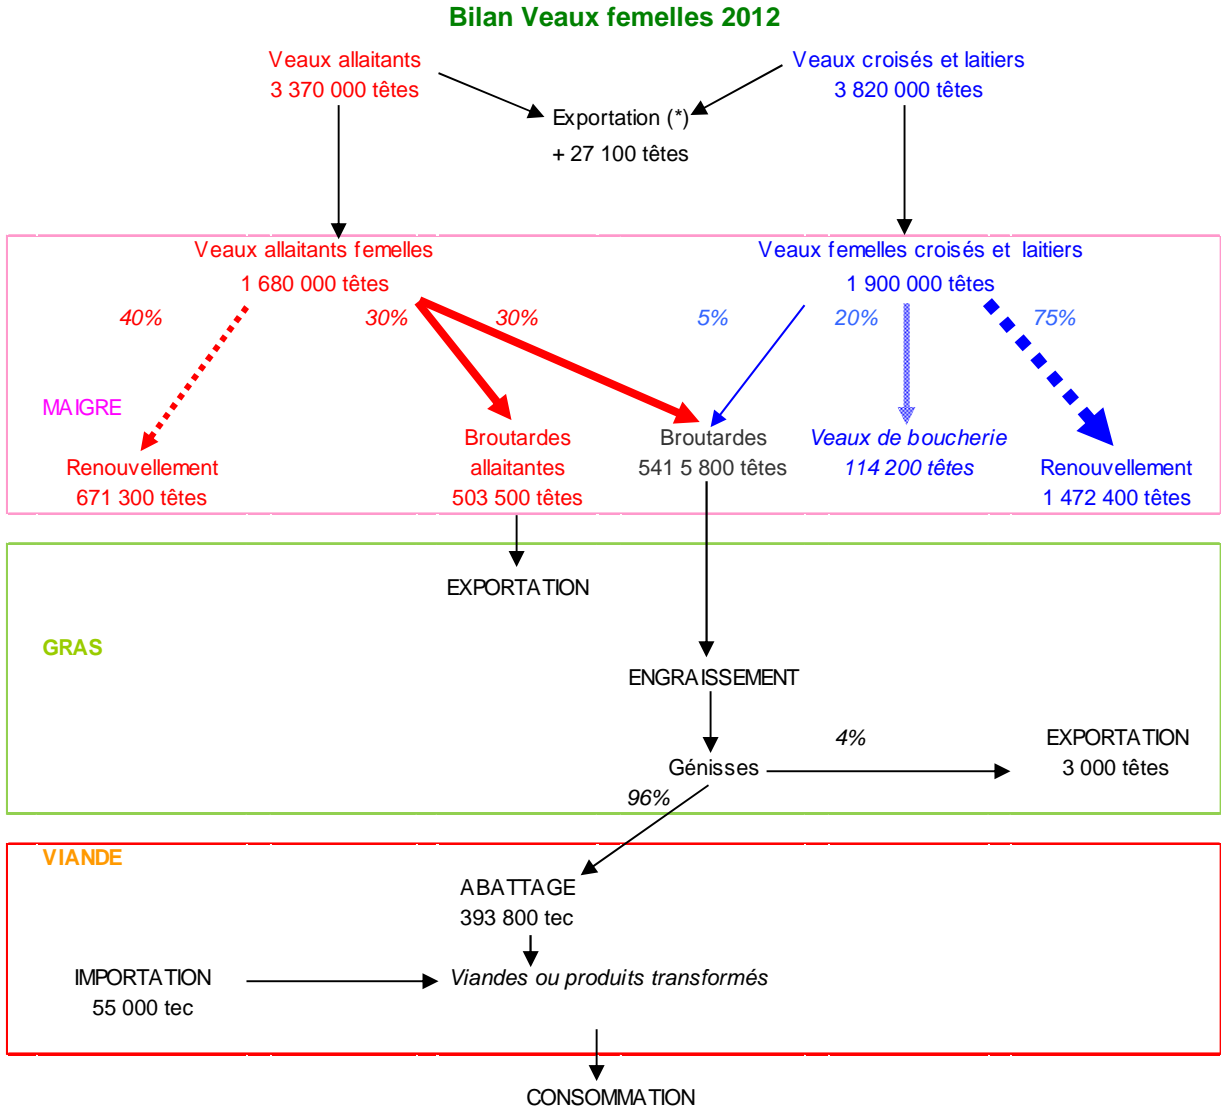 Bilan Veaux femelles 2012
Veaux allaitants
3 370 000 têtes
Veaux croisés et laitiers
3 820 000 têtes
Exportation (*)
+ 27 100 têtes
Veaux allaitants femelles
1 680 000 têtes
Veaux femelles croisés et laitiers
1 900 000 têtes
40%
30%
30%
5%
20%
75%
MAIGRE
Renouvellement
671 300 têtes
Broutardes
allaitantes
503 500 têtes
Broutardes
541 5 800 têtes
Veaux de boucherie
114 200 têtes
Renouvellement
1 472 400 têtes
EXPORTATION
GRAS
ENGRAISSEMENT
Génisses
4%
EXPORTATION
3 000 têtes
96%
VIANDE
ABATTAGE
393 800 tec
IMPORTATION
55 000 tec
Viandes ou produits transformés
CONSOMMATION